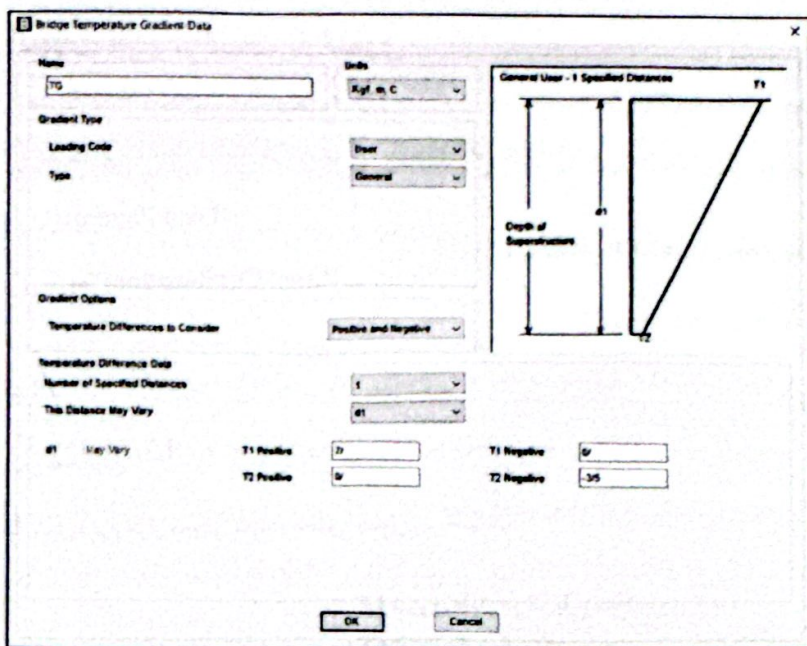 Bridge Temperature Gradient Data
Name
TG
Units
Kgf, m, C
General User - 1 Specified Distances
T1
Gradient Type
Loading Code
User
Type
General
d1
Depth of
Superstructure
T2
Gradient Options
Temperature Differences to Consider
Positive and Negative
Temperature Difference Data
Number of Specified Distances
1
This Distance May Vary
d1
d1 May Vary
T1 Positive
T1 Negative
T2 Positive
T2 Negative
-3/5
OK
Cancel